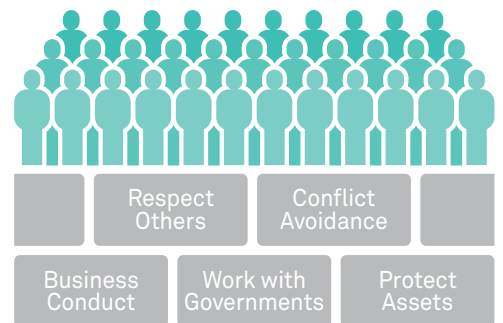 Respect
Others
Conflict
Avoidance
Business
Conduct
Work with
Governments
Protect
Assets